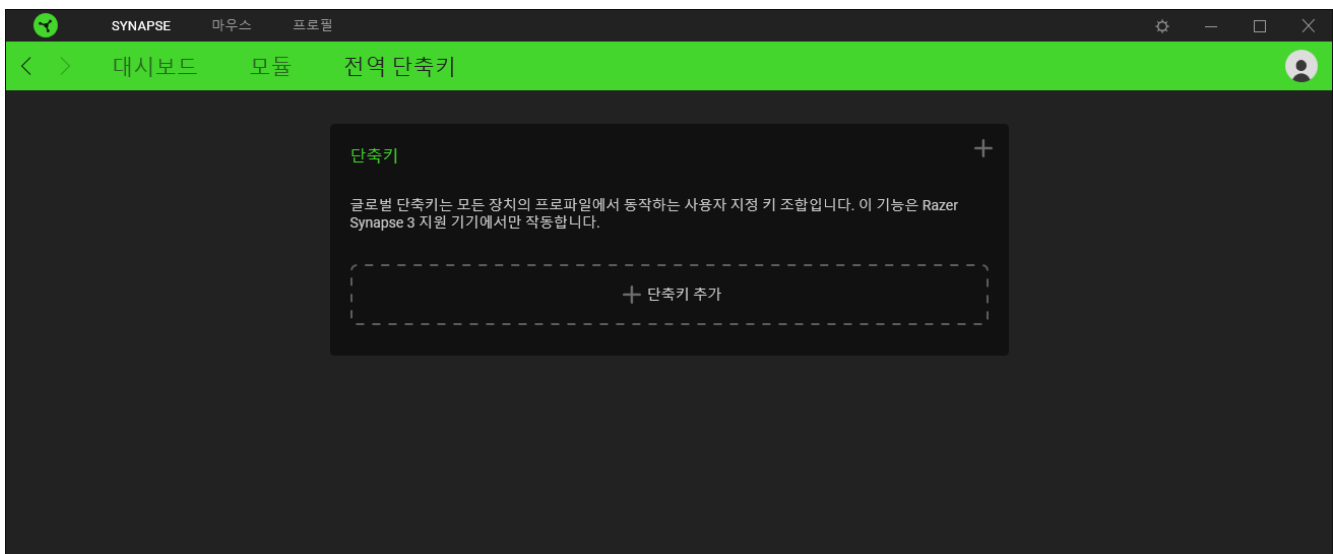 SYNAPSE 마우스 프로필
대시보드 모듈 전역 단축키
단축키
글로벌 단축키는 모든 장치의 프로파일에서 동작하는 사용자 지정 키 조합입니다. 이 기능은 Razer
Synapse 3 지원 기기에서만 작동합니다.
단축키 추가